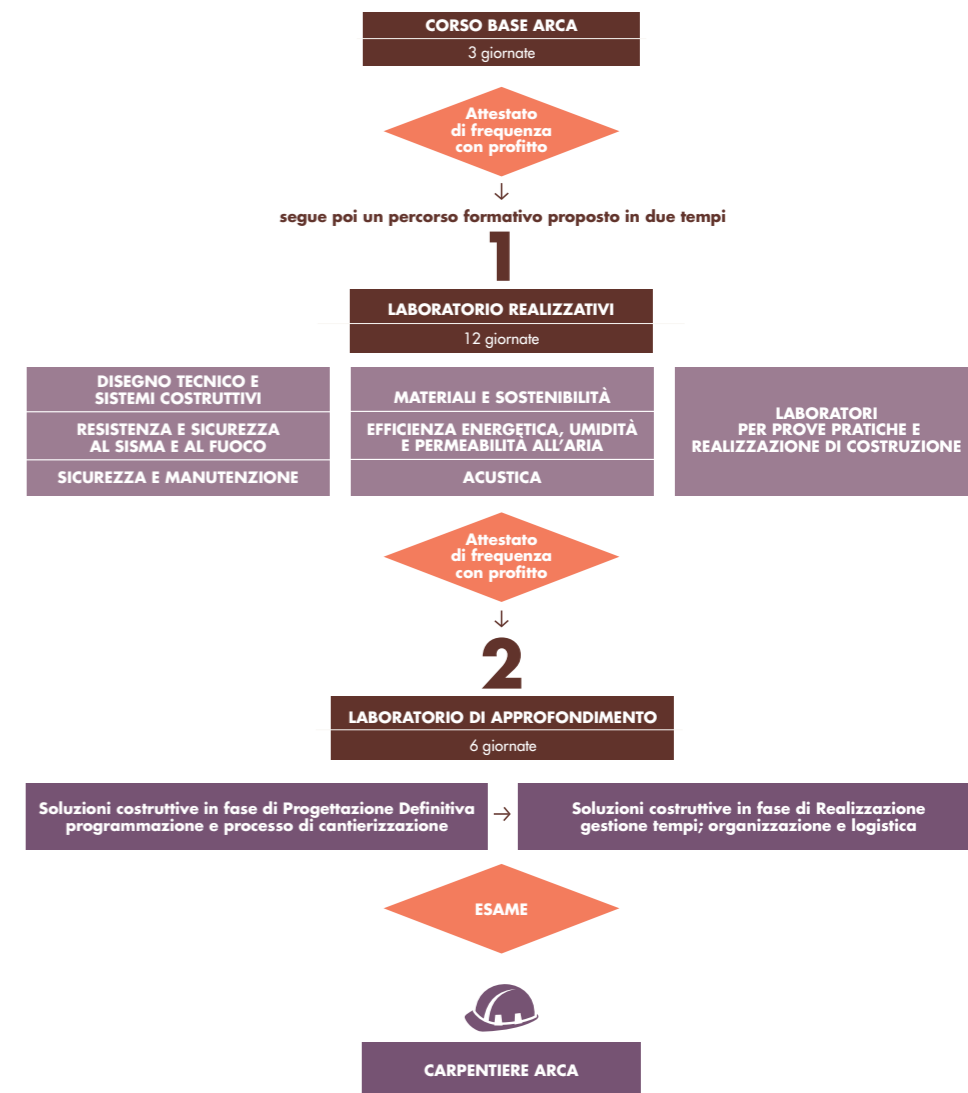 CORSO BASE ARCA
3 giornate
Attestato
di frequenza
con profitto
↓
segue poi un percorso formativo proposto in due tempi
1
LABORATORIO REALIZZATIVI
12 giornate
DISEGNO TECNICO E
SISTEMI COSTRUTTIVI
RESISTENZA E SICUREZZA
AL SISMA E AL FUOCO
SICUREZZA E MANUTENZIONE
MATERIALI E SOSTENIBILITÀ
EFFICIENZA ENERGETICA, UMIDITÀ
E PERMEABILITÀ ALL'ARIA
ACUSTICA
LABORATORI
PER PROVE PRATICHE E
REALIZZAZIONE DI COSTRUZIONE
Attestato
di frequenza
con profitto
↓
2
LABORATORIO DI APPROFONDIMENTO
6 giornate
Soluzioni costruttive in fase di Progettazione Definitiva
programmazione e processo di cantierizzazione
→
Soluzioni costruttive in fase di Realizzazione
gestione tempi; organizzazione e logistica
ESAME
CARPENTIERE ARCA